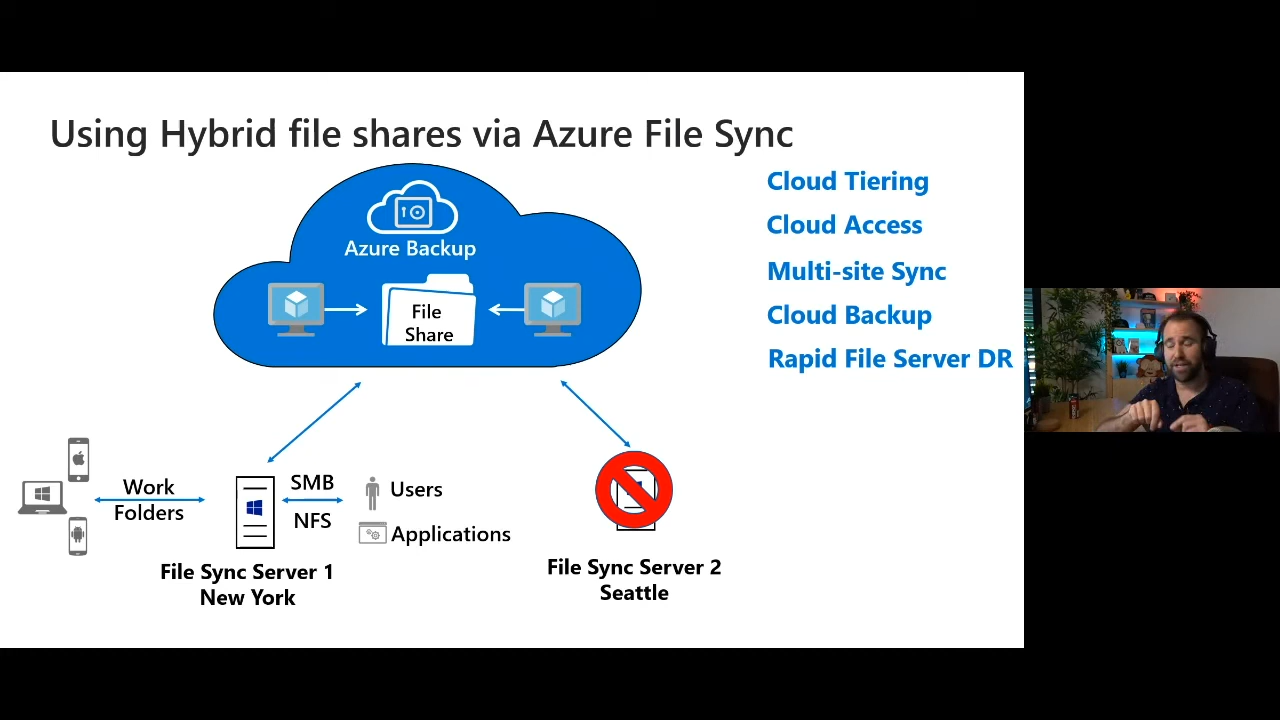 Using Hybrid file shares via Azure File Sync
Cloud Tiering
Cloud Access
Multi-site Sync
Cloud Backup
Rapid File Server DR
Azure Backup
File
Share
Work
Folders
SMB
NFS
Users
Applications
File Sync Server 1
New York
File Sync Server 2
Seattle